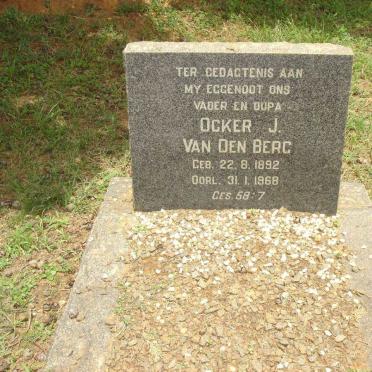 TER GEDAGTENIS AAN
MY EGGENOOT ONS
VADER EN OUPA
OCKER J.
VAN DEN BERG
GEB. 22. 8. 1892
OORL. 31. 1. 1968
GES. 58: 7